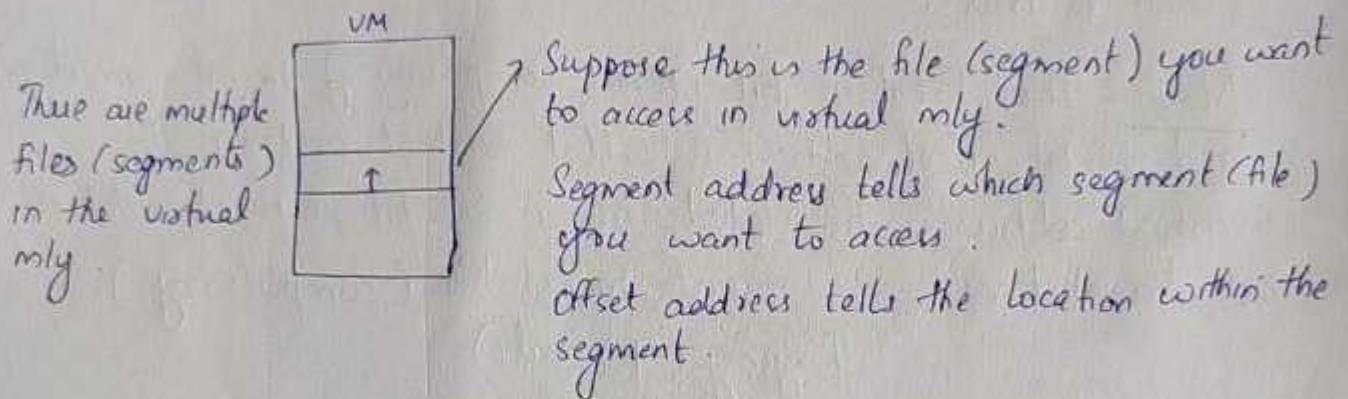 VM
There are multiple
files (segments)
in the virtual
mly
Suppose this is the file (segment) you want
to access in virtual mly.
Segment address tells which segment (file)
you want to access.
Offset address tells the location within the
segment.